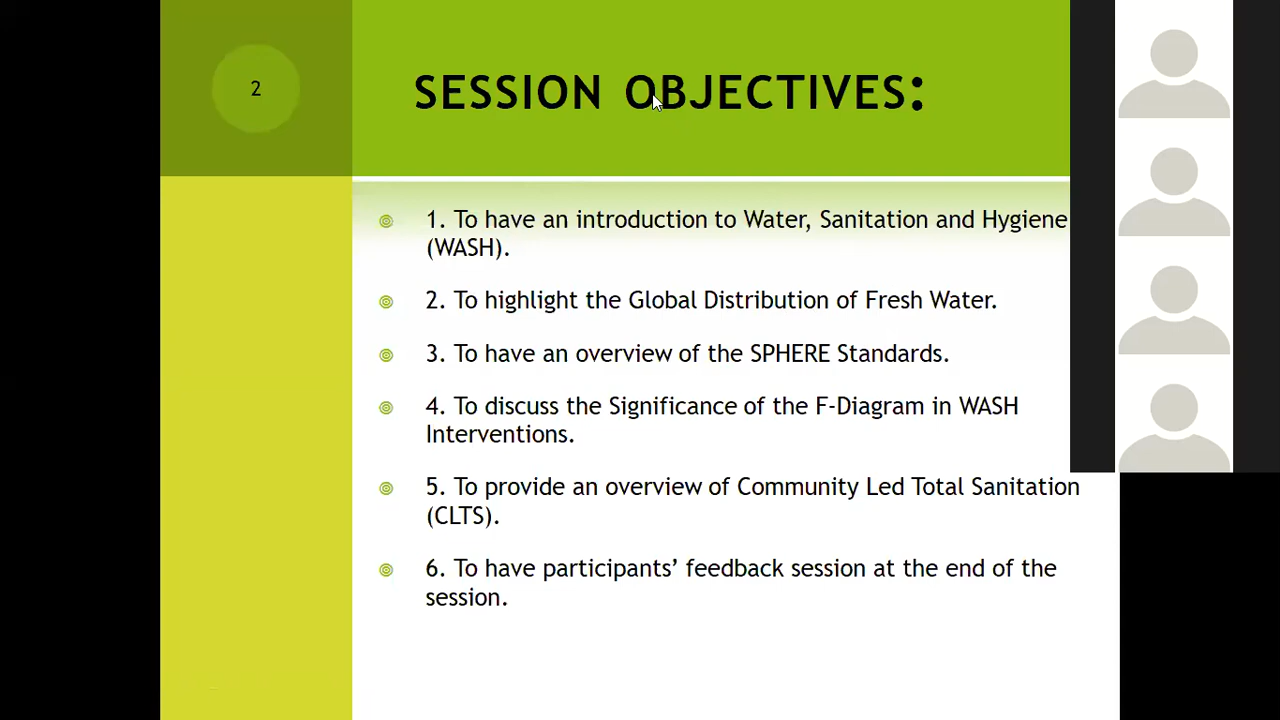 2
SESSION OBJECTIVES:
1. To have an introduction to Water, Sanitation and Hygiene
(WASH).
2. To highlight the Global Distribution of Fresh Water.
3. To have an overview of the SPHERE Standards.
4. To discuss the Significance of the F-Diagram in WASH
Interventions.
5. To provide an overview of Community Led Total Sanitation
(CLTS).
6. To have participants’ feedback session at the end of the
session.